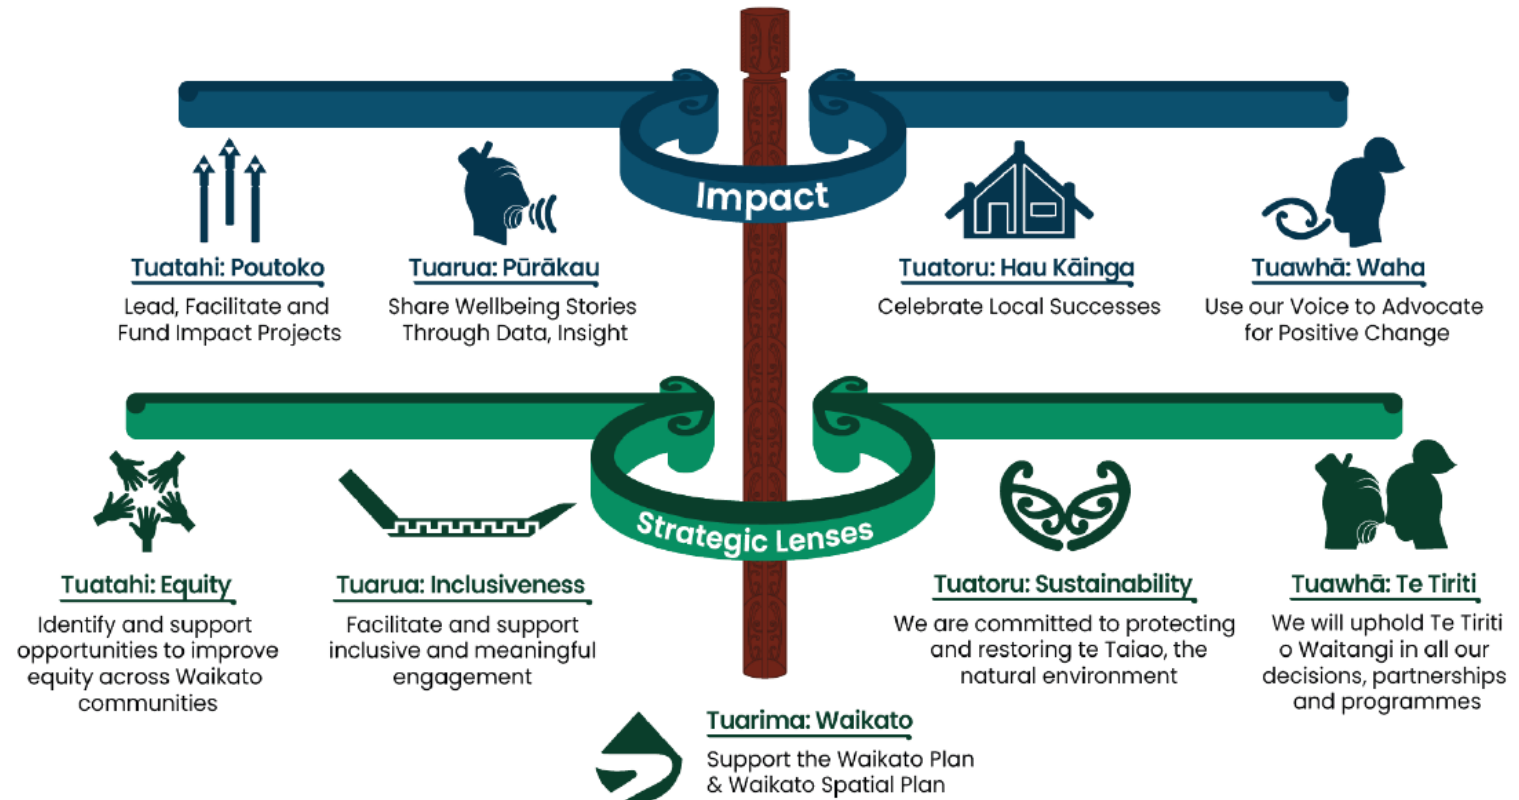 Impact
Tuatahi: Poutoko
Lead, Facilitate and
Fund Impact Projects
Tuarua: Pūrākau
Share Wellbeing Stories
Through Data, Insight
Tuatoru: Hau Kāinga
Celebrate Local Successes
Tuawhā: Waha
Use our Voice to Advocate
for Positive Change
Strategic Lenses
Tuatahi: Equity
Identify and support
opportunities to improve
equity across Waikato
communities
Tuarua: Inclusiveness
Facilitate and support
inclusive and meaningful
engagement
Tuatoru: Sustainability
We are committed to protecting
and restoring te Taiao, the
natural environment
Tuawhā: Te Tiriti
We will uphold Te Tiriti
o Waitangi in all our
decisions, partnerships
and programmes
Tuarima: Waikato
Support the Waikato Plan
& Waikato Spatial Plan